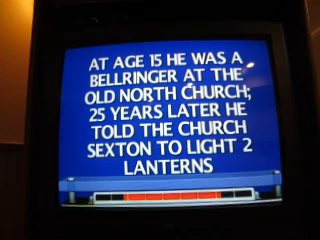 AT AGE 15 HE WAS A
BELLRINGER AT THE
OLD NORTH CHURCH;
25 YEARS LATER HE
TOLD THE CHURCH
SEXTON TO LIGHT 2
LANTERNS